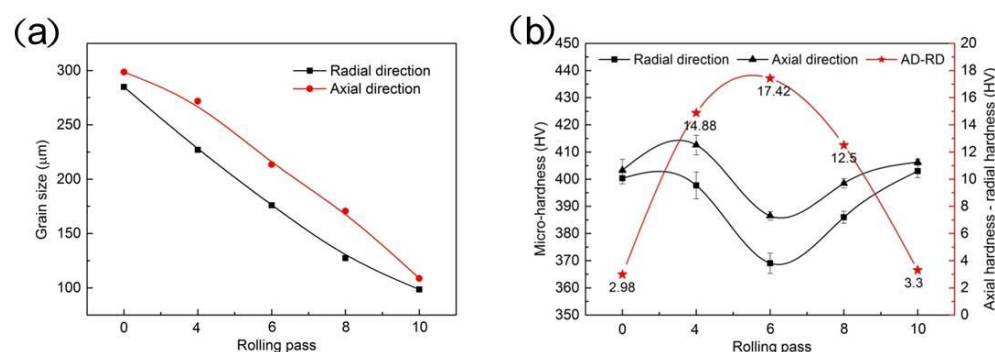 (a)
300
250
200
150
100
Grain size (μm)
Radial direction
Axial direction
0 4 6 8 10
Rolling pass
(b)
450
440
430
420
410
400
390
380
370
360
350
Micro-hardness (HV)
Radial direction Axial direction AD-RD
17.42
14.88
12.5
2.98
3.3
0 4 6 8 10
Rolling pass
20
18
16
14
12
10
8
6
4
2
0
Axial hardness - radial hardness (HV)